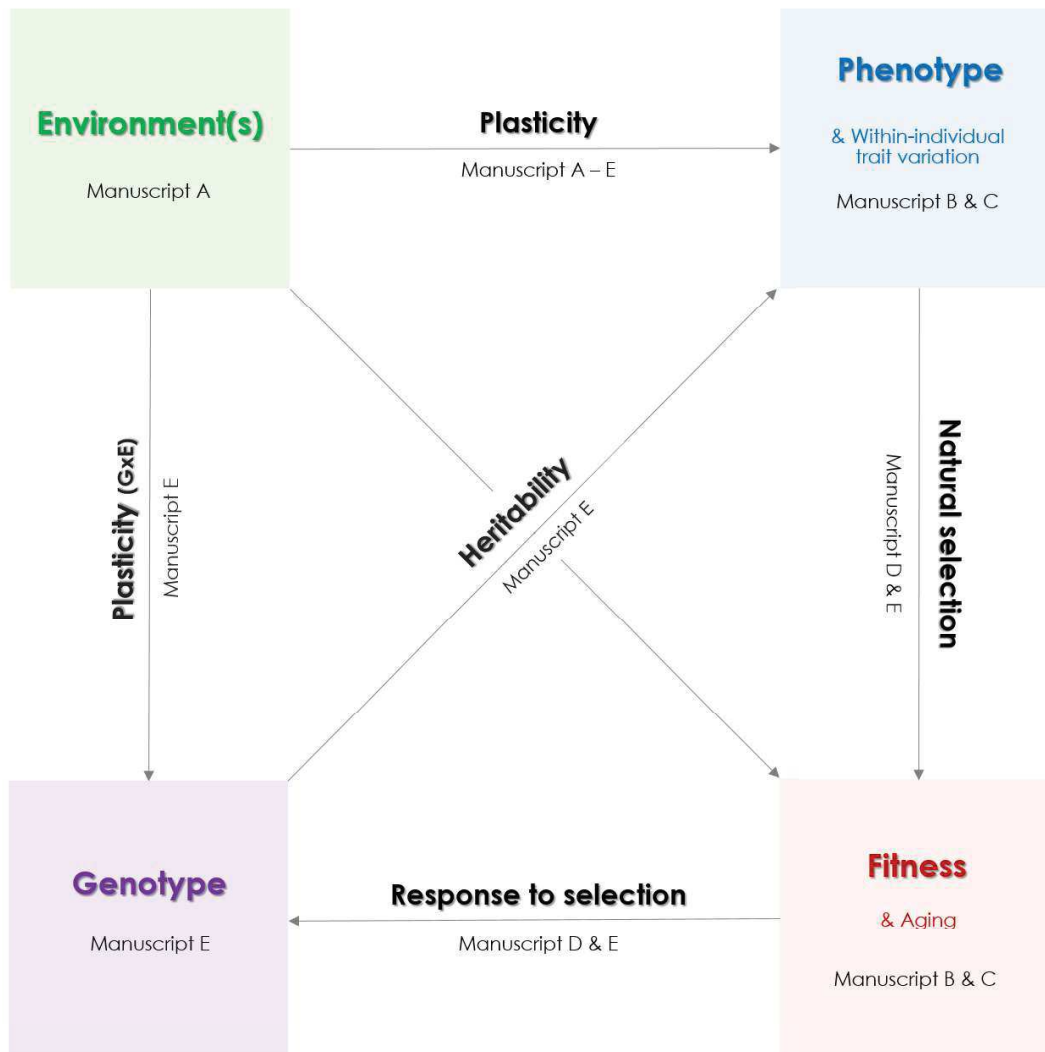 Environment(s)
Manuscript A
Plasticity
Manuscript A – E
Phenotype
& Within-individual
trait variation
Manuscript B & C
Plasticity (GxE)
Manuscript E
Heritability
Manuscript E
Natural selection
Manuscript D & E
Genotype
Manuscript E
Response to selection
Manuscript D & E
Fitness
& Aging
Manuscript B & C